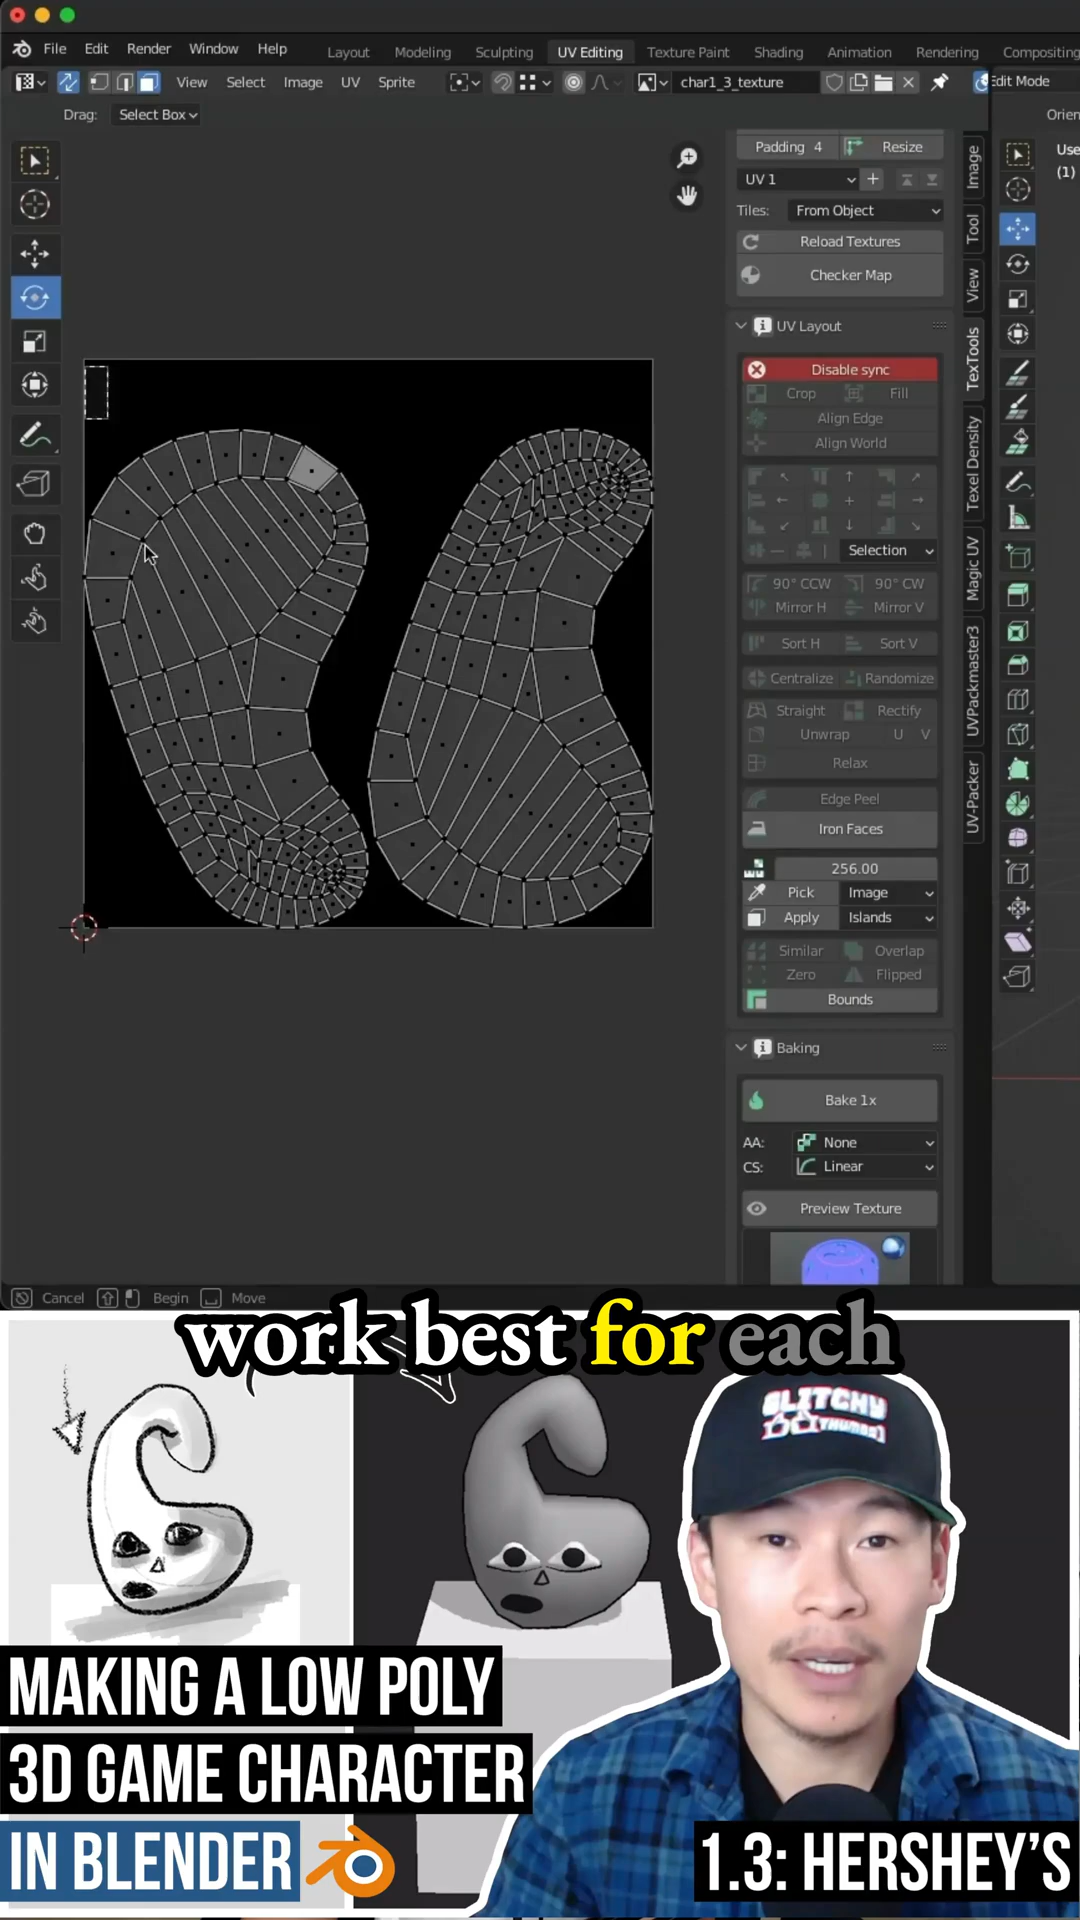 File Edit Render Window Help Layout Modeling Sculpting UV Editing Texture Paint Shading Animation Rendering Compositing
View Select Image UV Sprite char1_3_texture Edit Mode
Drag: Select Box Orien
Use
(1)
Padding 4 Resize
UV 1
Tiles: From Object
Reload Textures
Checker Map
UV Layout
Disable sync
Crop Fill
Align Edge
Align World
Selection
90° CCW 90° CW
Mirror H Mirror V
Sort H Sort V
Centralize Randomize
Straight Rectify
Unwrap U V
Relax
Edge Peel
Iron Faces
256.00
Pick Image
Apply Islands
Similar Overlap
Zero Flipped
Bounds
Baking
Bake 1x
AA: None
CS: Linear
Preview Texture
Image
Tool
View
TexTools
Texel Density
Magic UV
UVPackmaster3
UV-Packer
Cancel Begin Move
work best for each
GLITCHY
THUMBS
MAKING A LOW POLY
3D GAME CHARACTER
IN BLENDER
1.3: HERSHEY'S